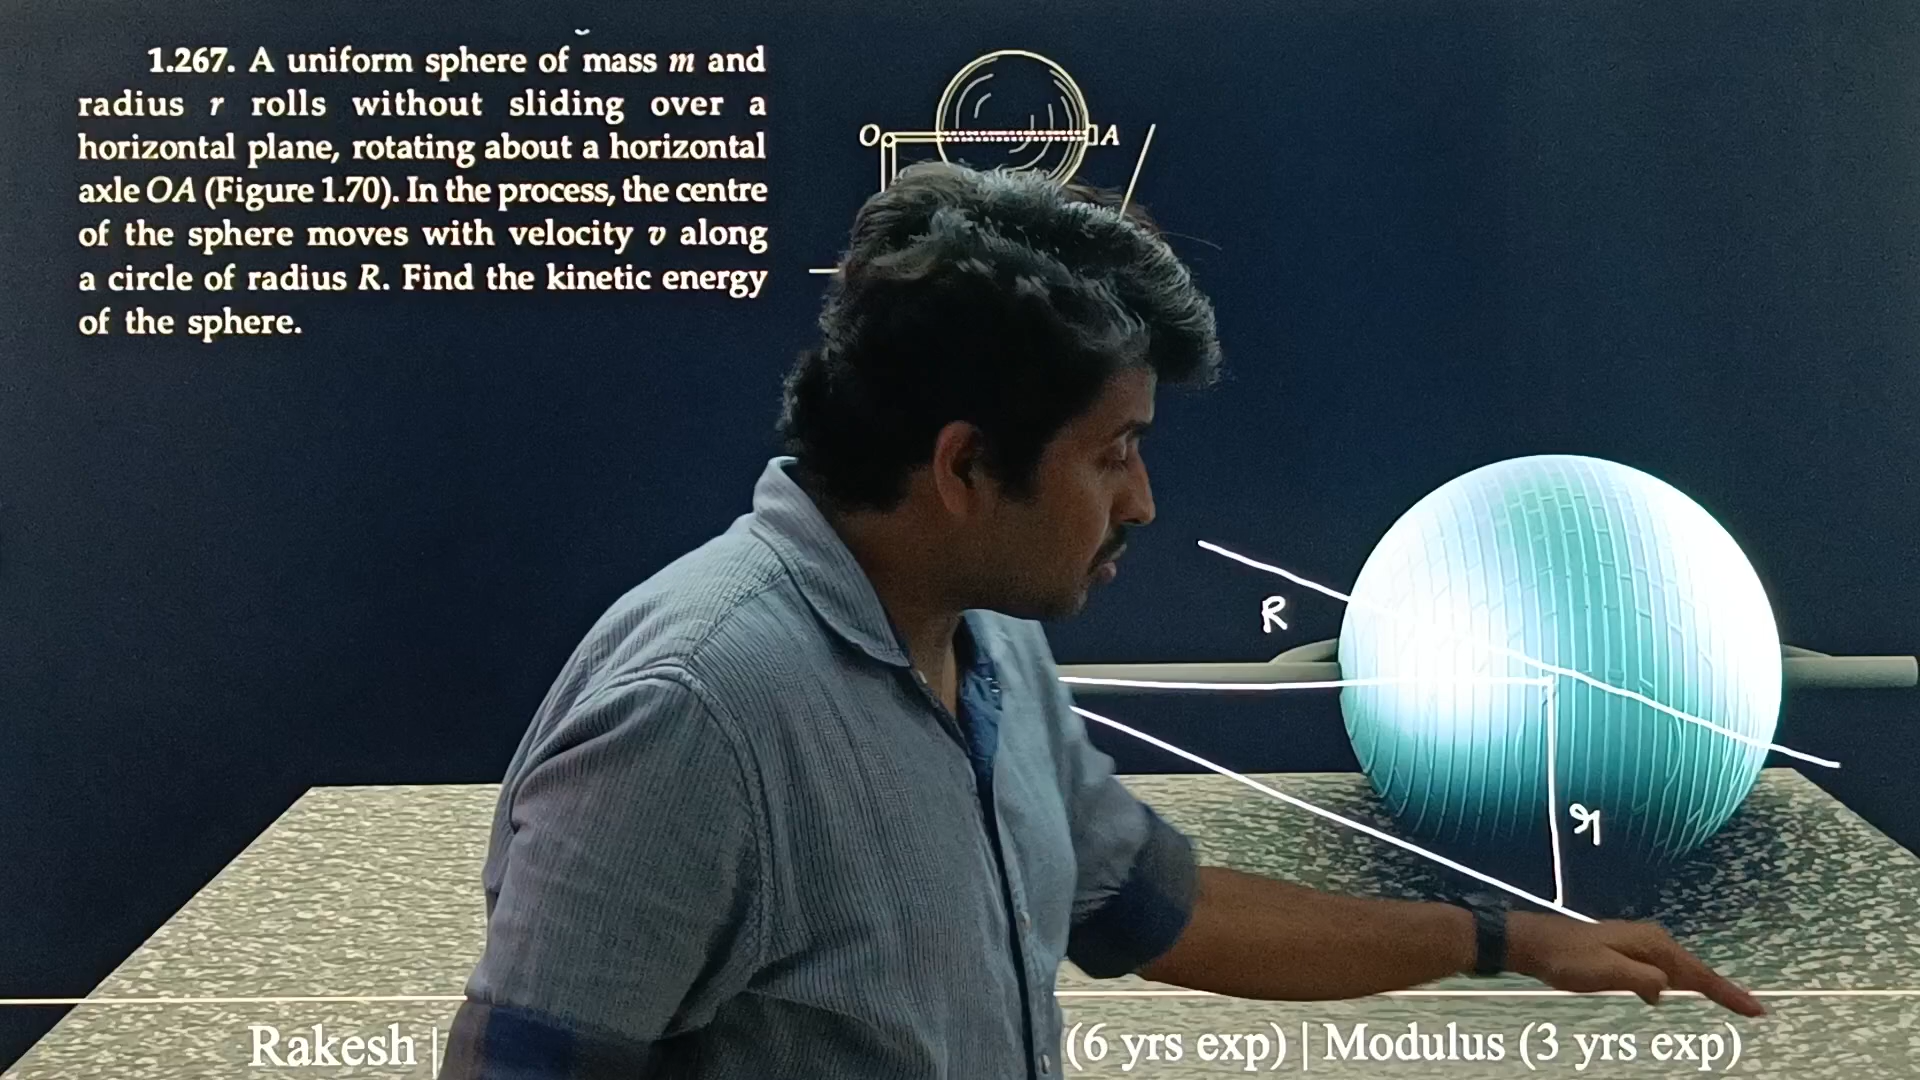 1.267. A uniform sphere of mass m and
radius r rolls without sliding over a
horizontal plane, rotating about a horizontal
axle OA (Figure 1.70). In the process, the centre
of the sphere moves with velocity v along
a circle of radius R. Find the kinetic energy
of the sphere.
O A
R
r
Rakesh | (6 yrs exp) | Modulus (3 yrs exp)